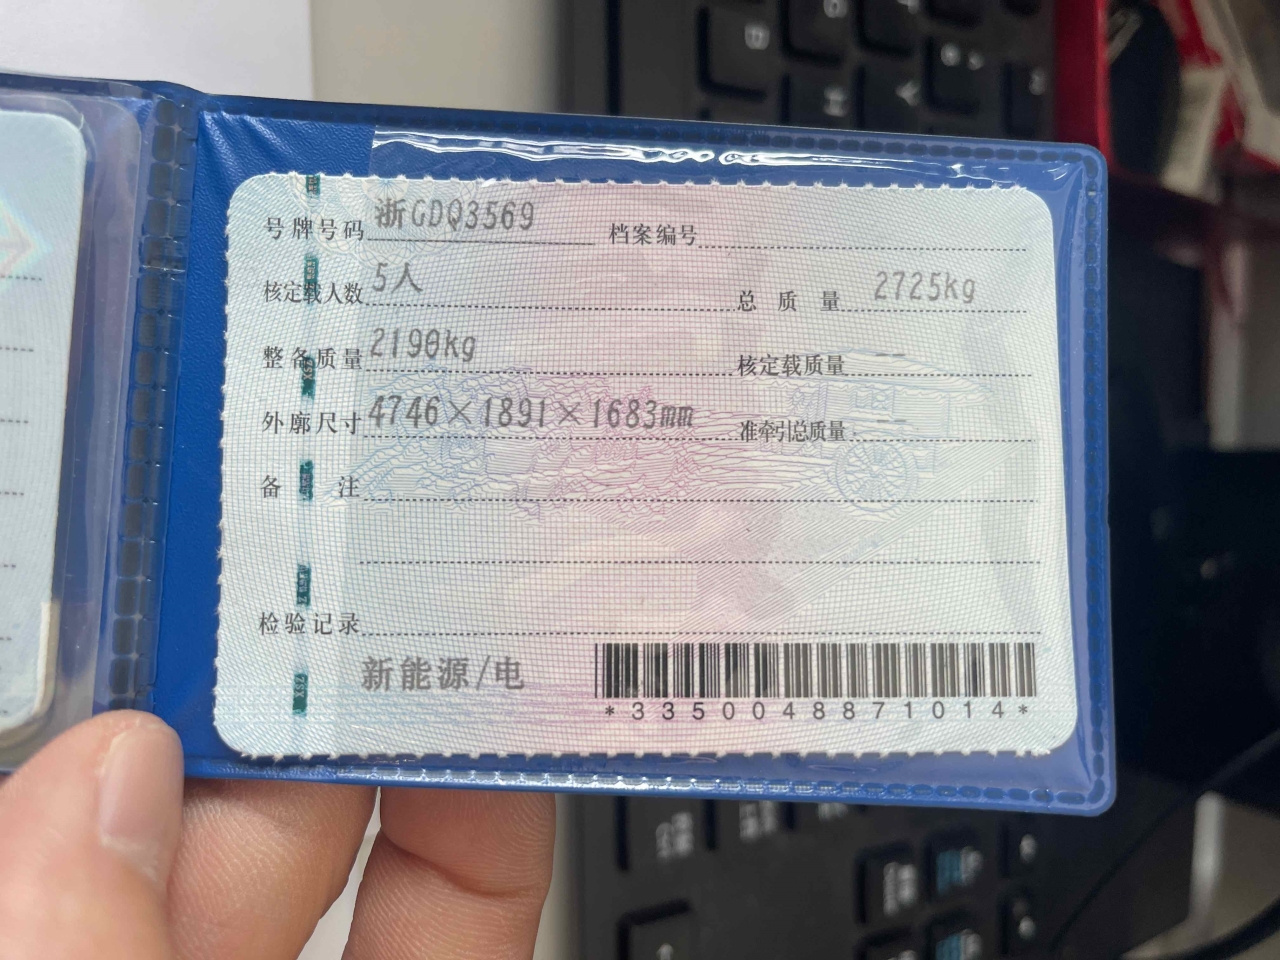 号牌号码 浙GDQ3569 档案编号
核定载人数 5人 总质量 2725kg
整备质量 2190kg 核定载质量 ——
外廓尺寸 4746×1891×1683mm 准牵引总质量 ——
备注
检验记录
新能源/电
*3350048871014*